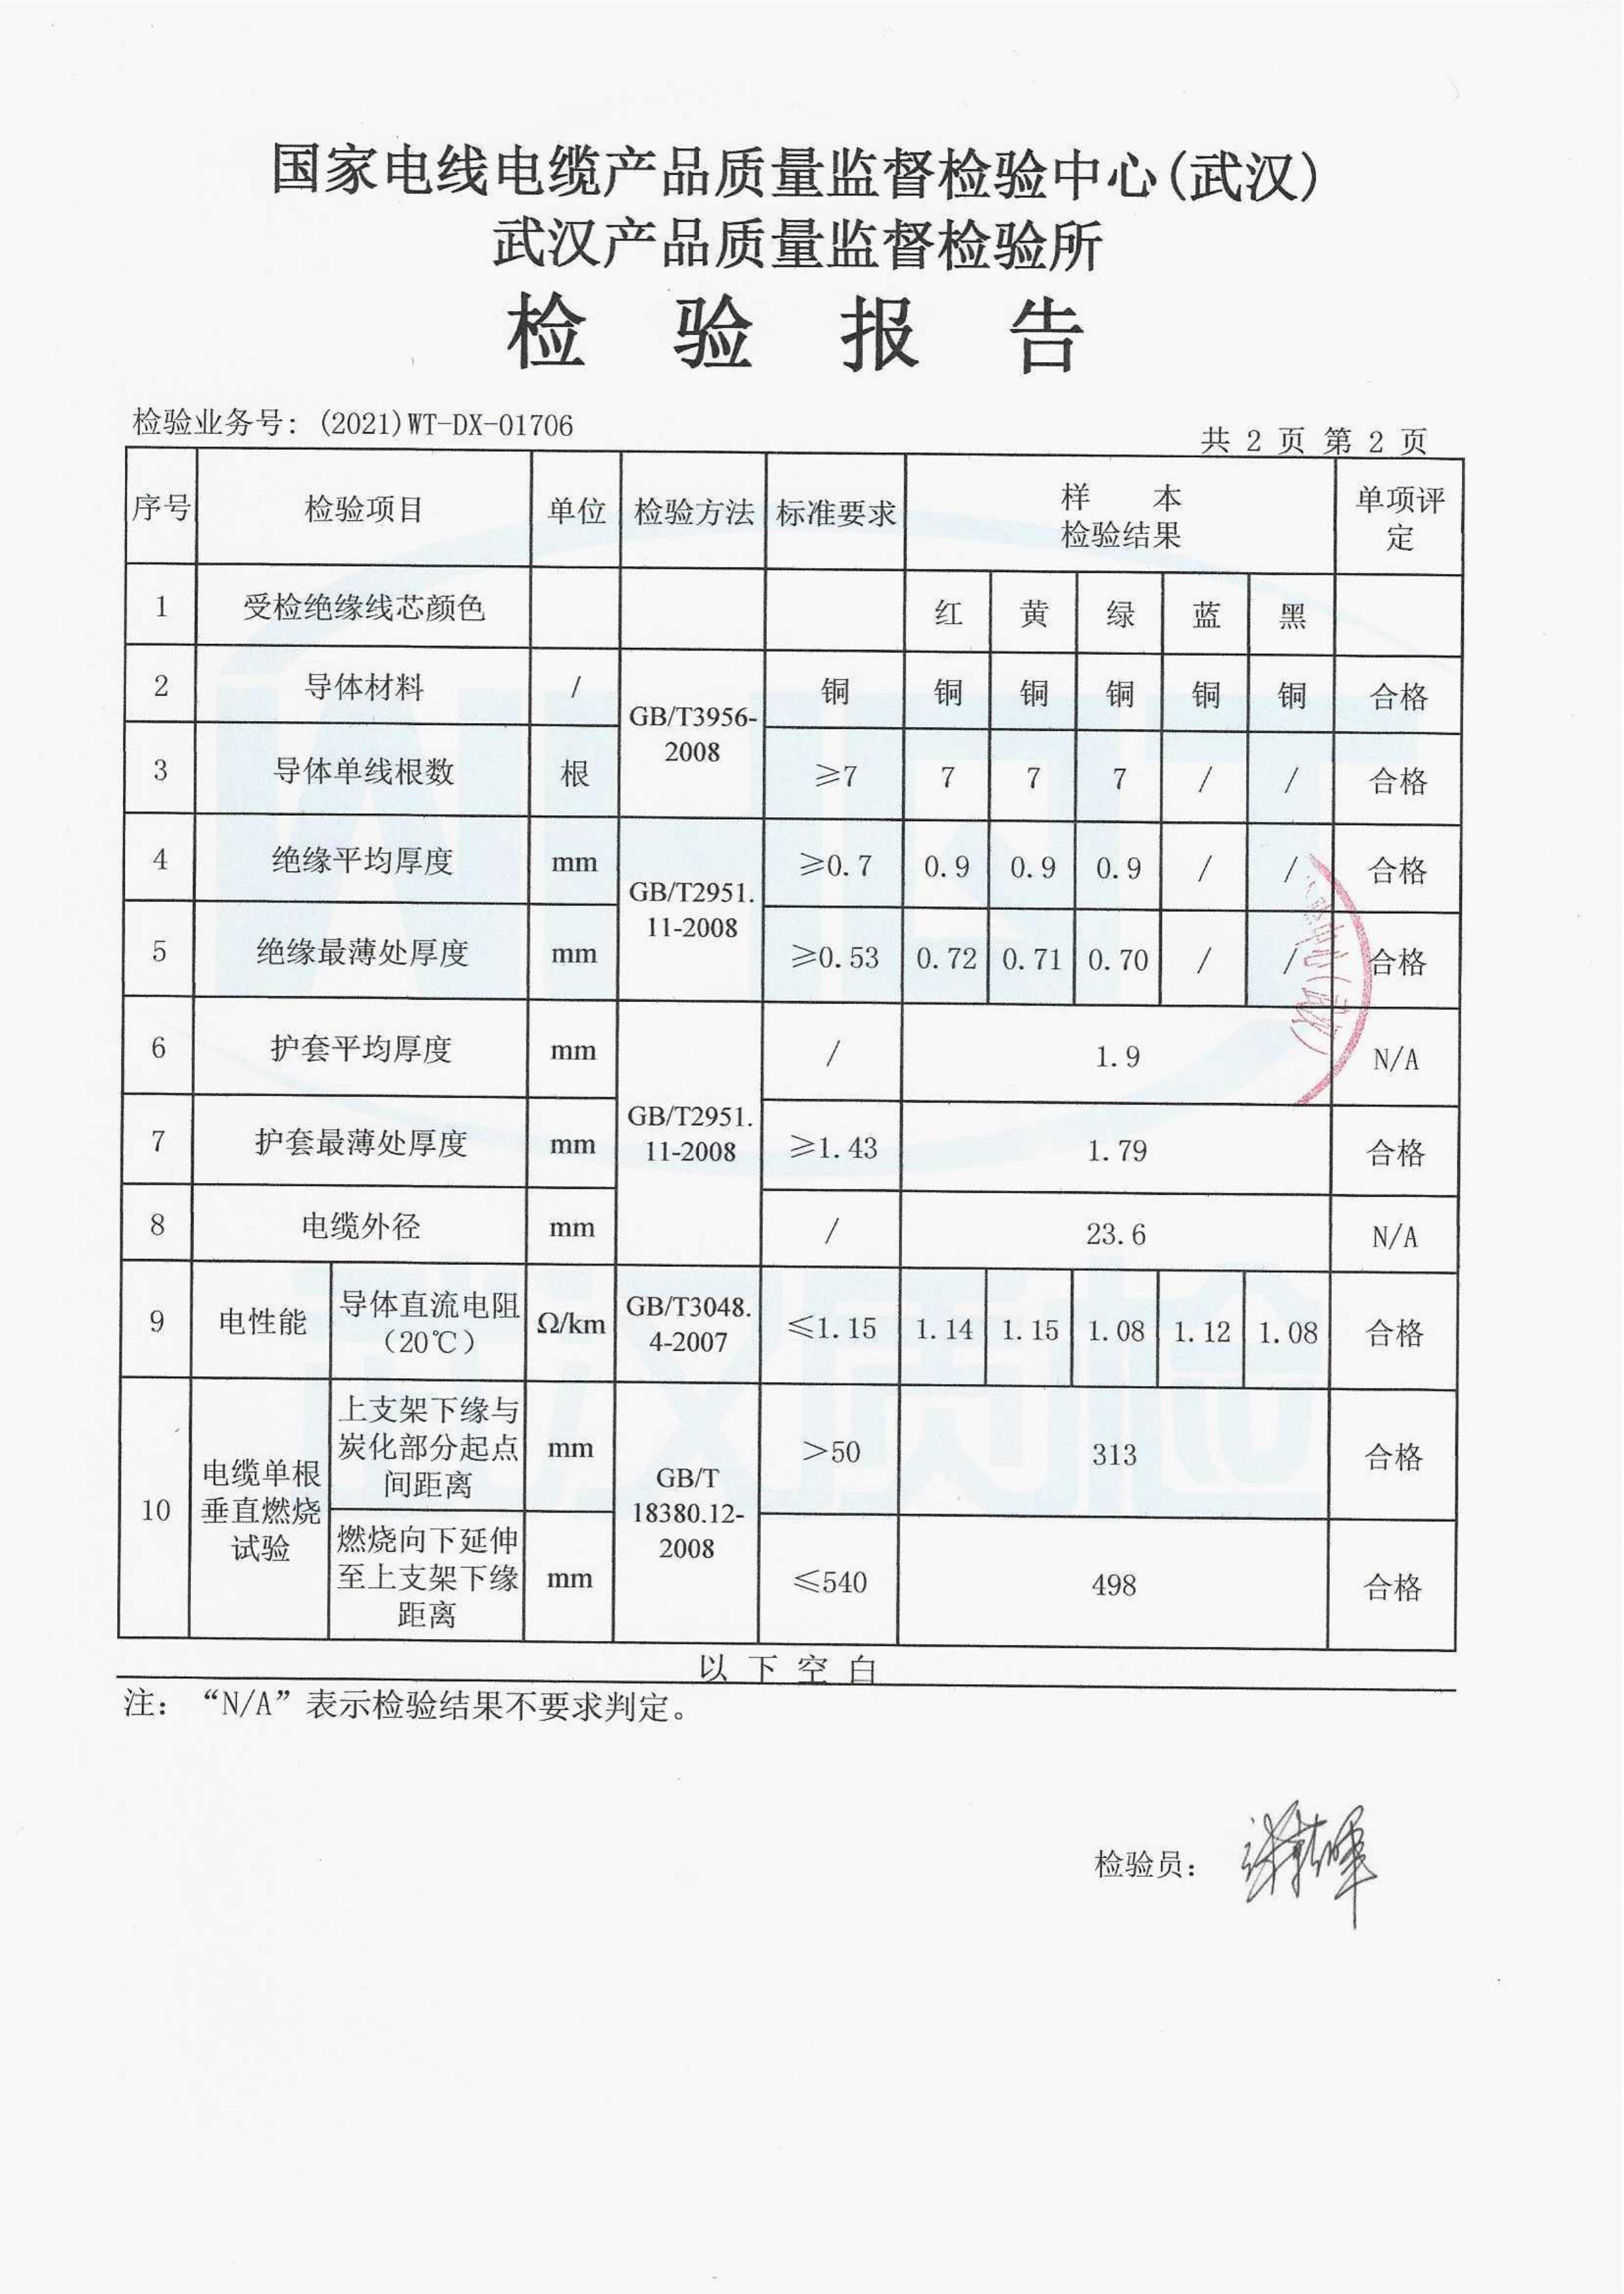 国家电线电缆产品质量监督检验中心(武汉)
武汉产品质量监督检验所
检 验 报 告
检验业务号: (2021)WT-DX-01706
共 2 页 第 2 页
序号 检验项目 单位 检验方法 标准要求 样 本 检验结果 单项评定
1 受检绝缘线芯颜色 红 黄 绿 蓝 黑
2 导体材料 / GB/T3956-2008 铜 铜 铜 铜 铜 铜 合格
3 导体单线根数 根 ≥7 7 7 7 / / 合格
4 绝缘平均厚度 mm GB/T2951.11-2008 ≥0.7 0.9 0.9 0.9 / / 合格
5 绝缘最薄处厚度 mm ≥0.53 0.72 0.71 0.70 / / 合格
6 护套平均厚度 mm GB/T2951.11-2008 / 1.9 N/A
7 护套最薄处厚度 mm ≥1.43 1.79 合格
8 电缆外径 mm / 23.6 N/A
9 电性能 导体直流电阻（20℃） Ω/km GB/T3048.4-2007 ≤1.15 1.14 1.15 1.08 1.12 1.08 合格
10 电缆单根垂直燃烧试验 上支架下缘与炭化部分起点间距离 mm GB/T 18380.12-2008 >50 313 合格
燃烧向下延伸至上支架下缘距离 mm ≤540 498 合格
以 下 空 白
注： “N/A”表示检验结果不要求判定。
检验员：